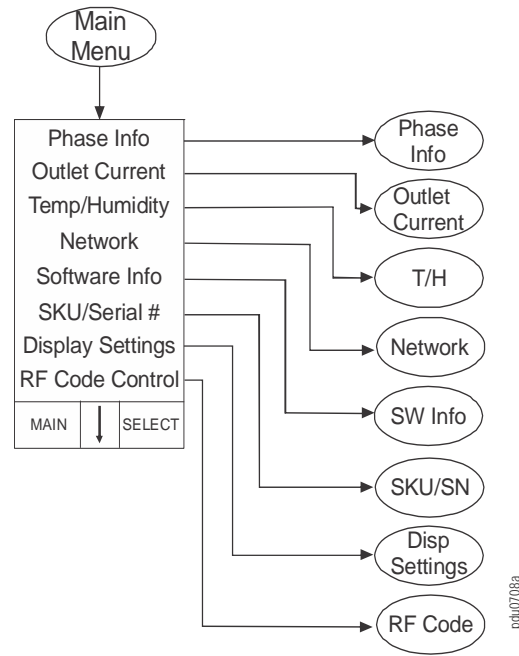 Main
Menu
Phase Info
Outlet Current
Temp/Humidity
Network
Software Info
SKU/Serial #
Display Settings
RF Code Control
MAIN
SELECT
Phase
Info
Outlet
Current
T/H
Network
SW Info
SKU/SN
Disp
Settings
RF Code
pdu0708a